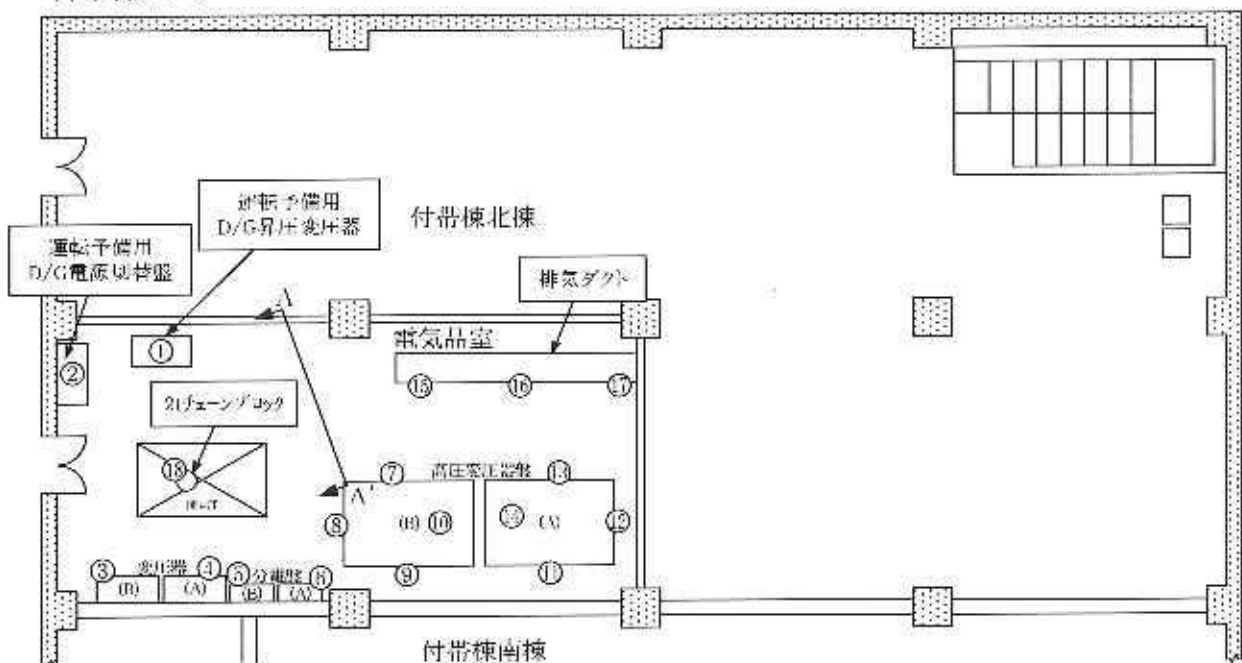 運転予備用
D/G昇圧変圧器
付帯棟北棟
運転予備用
D/G電源切替盤
排気ダクト
A
電気品室
①
②
⑮ ⑯ ⑰
2tチェーンブロック
⑱
⑦ 高圧変圧器盤 ⑬
A'
⑧ (B) ⑩ ⑭ (A) ⑫
③ 変圧器 ④ ⑤ 分電盤 ⑥
⑨ ⑪
(B) (A) (B) (A)
付帯棟南棟